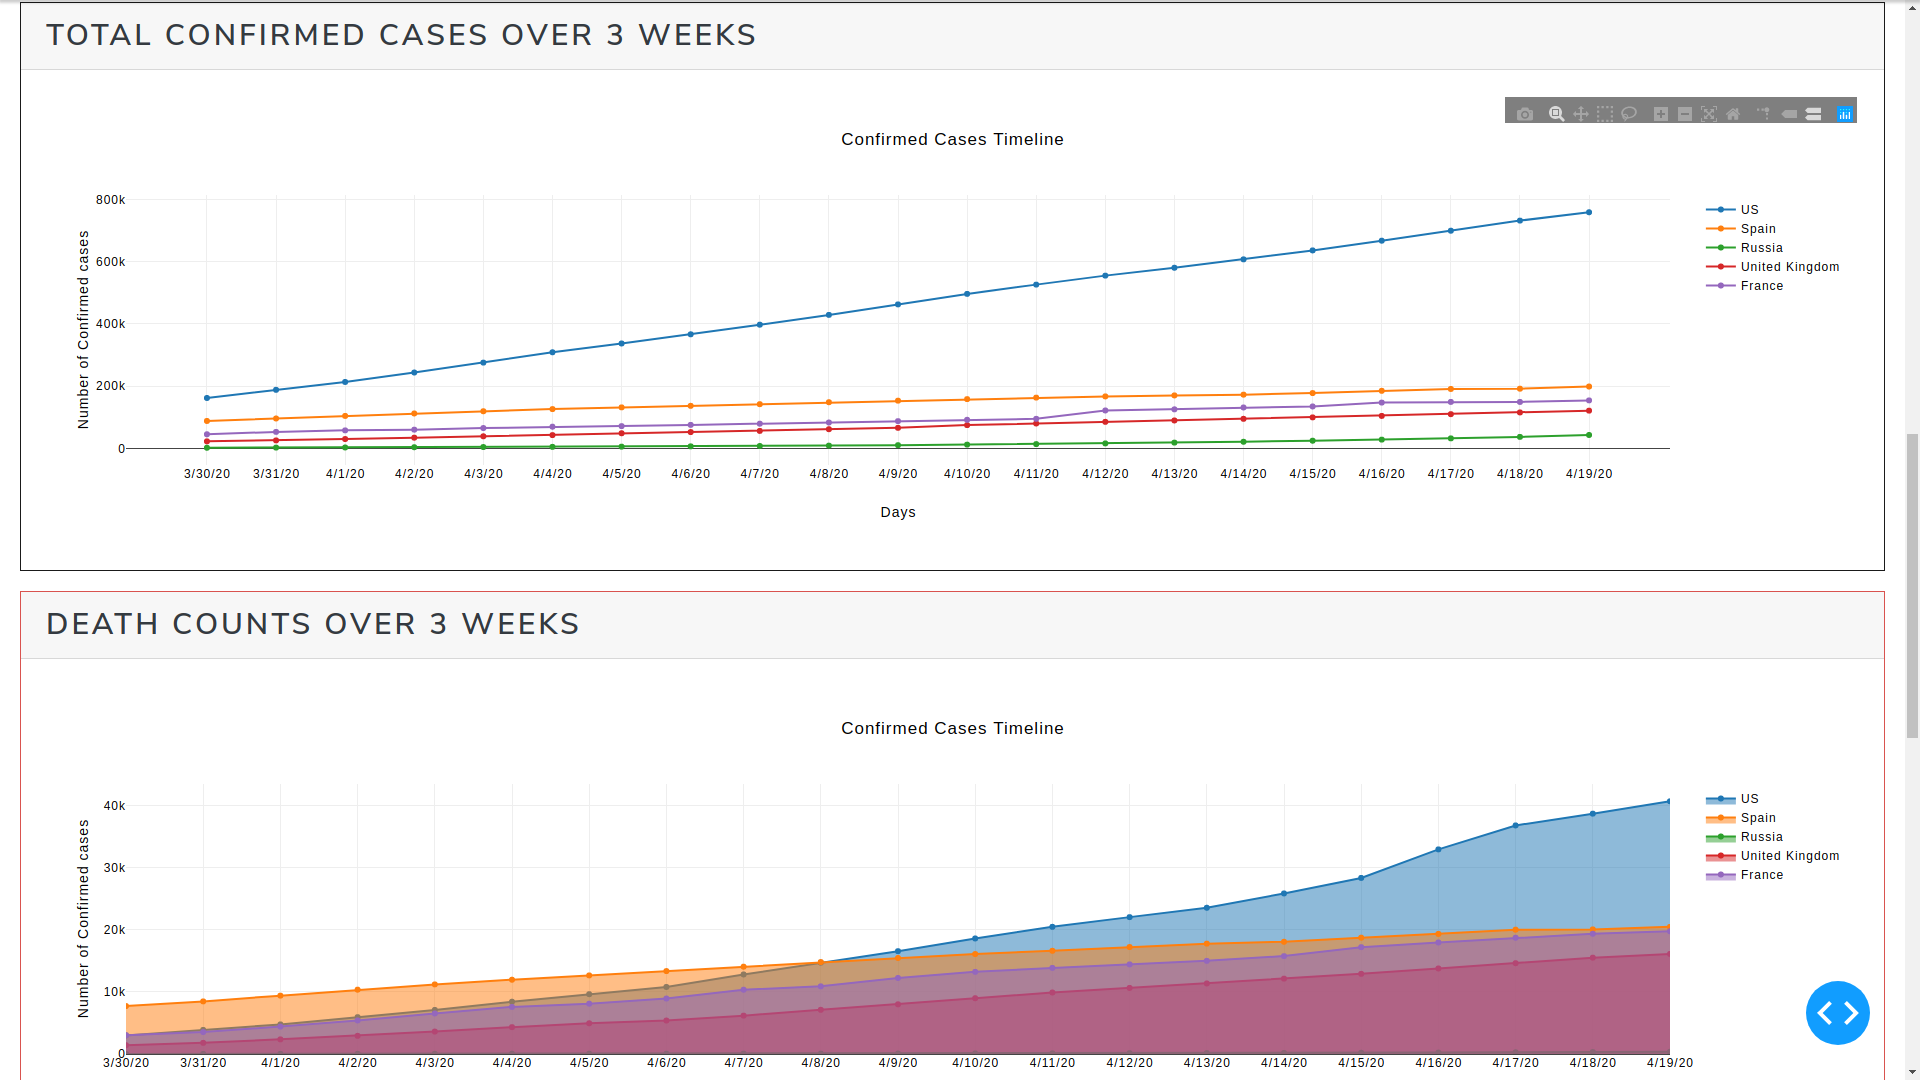 TOTAL CONFIRMED CASES OVER 3 WEEKS
Confirmed Cases Timeline
Number of Confirmed cases
800k
600k
400k
200k
0
3/30/20 3/31/20 4/1/20 4/2/20 4/3/20 4/4/20 4/5/20 4/6/20 4/7/20 4/8/20 4/9/20 4/10/20 4/11/20 4/12/20 4/13/20 4/14/20 4/15/20 4/16/20 4/17/20 4/18/20 4/19/20
Days
US
Spain
Russia
United Kingdom
France
DEATH COUNTS OVER 3 WEEKS
Confirmed Cases Timeline
Number of Confirmed cases
40k
30k
20k
10k
0
3/30/20 3/31/20 4/1/20 4/2/20 4/3/20 4/4/20 4/5/20 4/6/20 4/7/20 4/8/20 4/9/20 4/10/20 4/11/20 4/12/20 4/13/20 4/14/20 4/15/20 4/16/20 4/17/20 4/18/20 4/19/20
US
Spain
Russia
United Kingdom
France